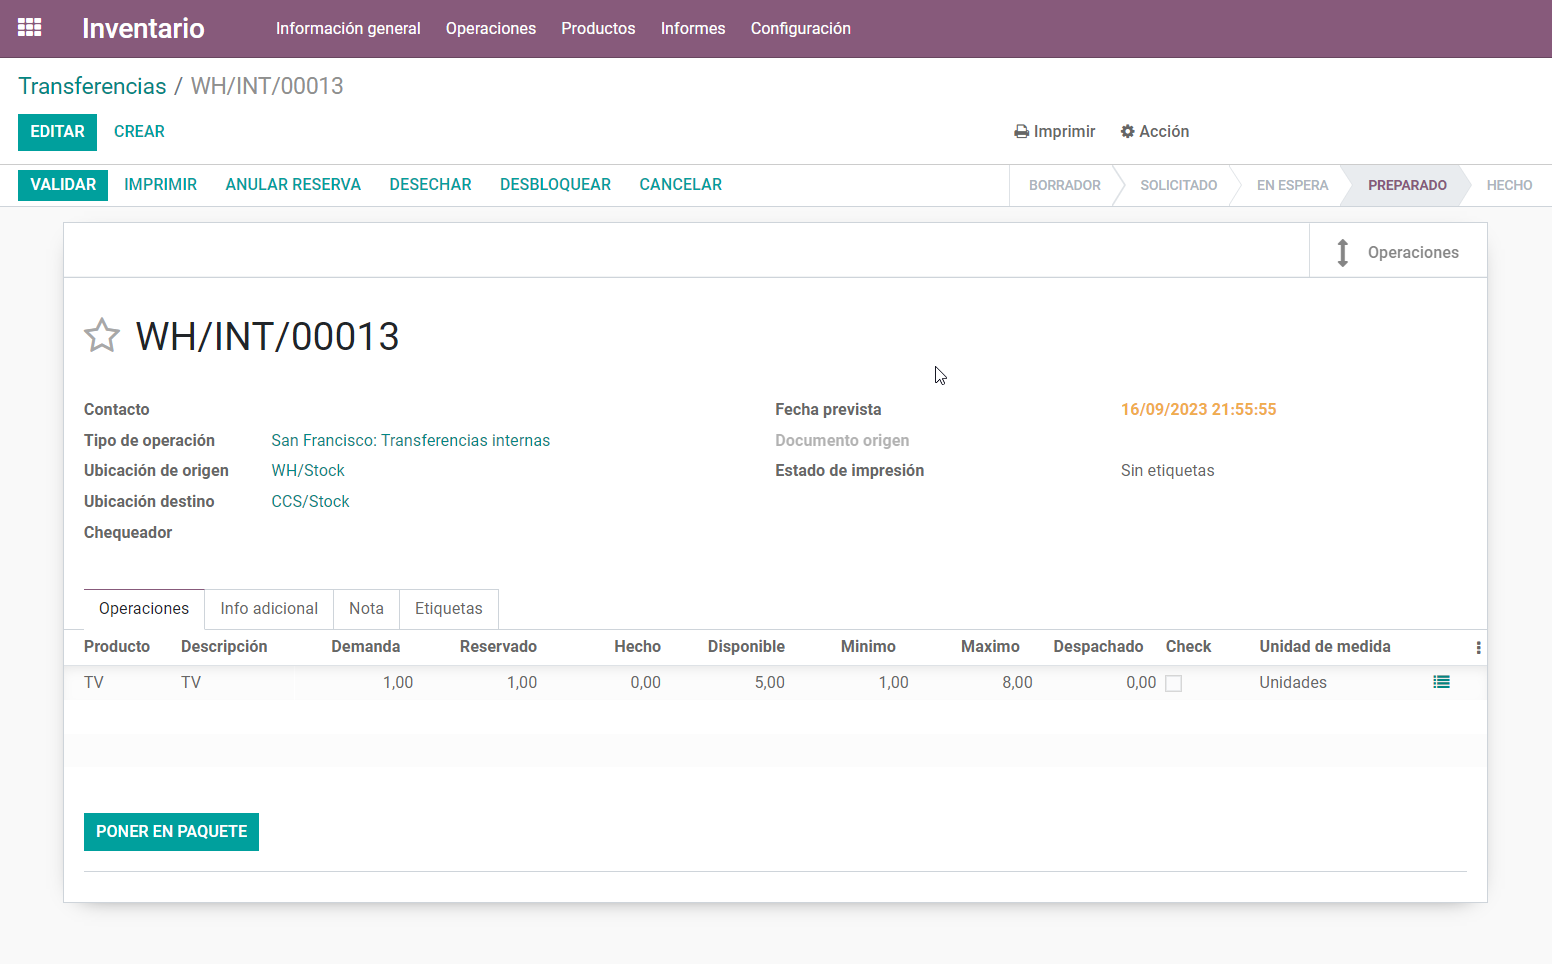 Inventario Información general Operaciones Productos Informes Configuración
Transferencias / WH/INT/00013
EDITAR CREAR Imprimir Acción
VALIDAR IMPRIMIR ANULAR RESERVA DESECHAR DESBLOQUEAR CANCELAR BORRADOR SOLICITADO EN ESPERA PREPARADO HECHO
Operaciones
WH/INT/00013
Contacto Fecha prevista 16/09/2023 21:55:55
Tipo de operación San Francisco: Transferencias internas Documento origen
Ubicación de origen WH/Stock Estado de impresión Sin etiquetas
Ubicación destino CCS/Stock
Chequeador
Operaciones Info adicional Nota Etiquetas
Producto Descripción Demanda Reservado Hecho Disponible Minimo Maximo Despachado Check Unidad de medida
TV TV 1,00 1,00 0,00 5,00 1,00 8,00 0,00 Unidades
PONER EN PAQUETE